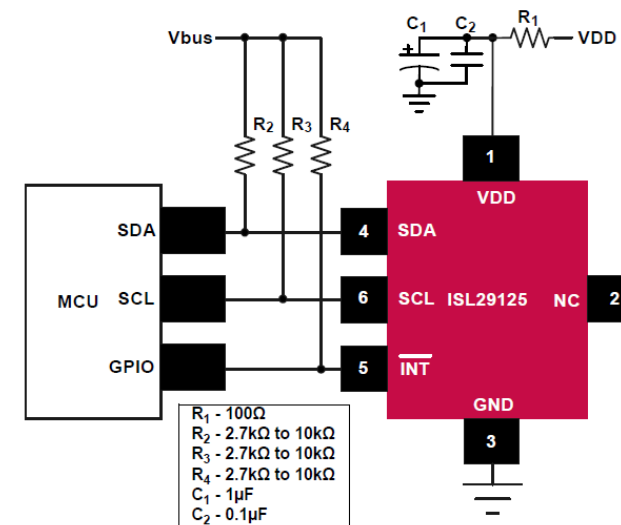 C1 C2 R1
Vbus VDD
+
R2 R3 R4
1
VDD
SDA 4 SDA
MCU SCL 6 SCL ISL29125 NC 2
GPIO 5 INT
GND
3
R1 - 100Ω
R2 - 2.7kΩ to 10kΩ
R3 - 2.7kΩ to 10kΩ
R4 - 2.7kΩ to 10kΩ
C1 - 1µF
C2 - 0.1µF